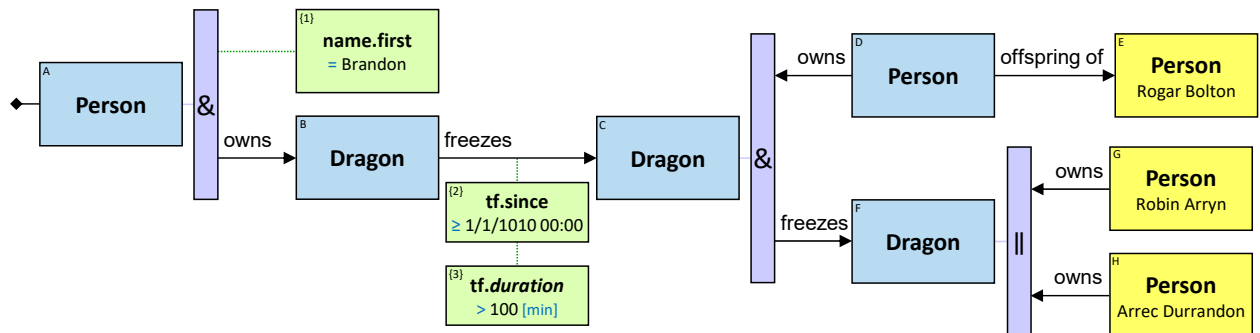 A
Person
&
{1}
name.first
= Brandon
owns
B
Dragon
freezes
{2}
tf.since
≥ 1/1/1010 00:00
{3}
tf.duration
> 100 [min]
C
Dragon
&
owns
D
Person
offspring of
E
Person
Rogar Bolton
freezes
F
Dragon
||
owns
G
Person
Robin Arryn
owns
H
Person
Arrec Durrandon